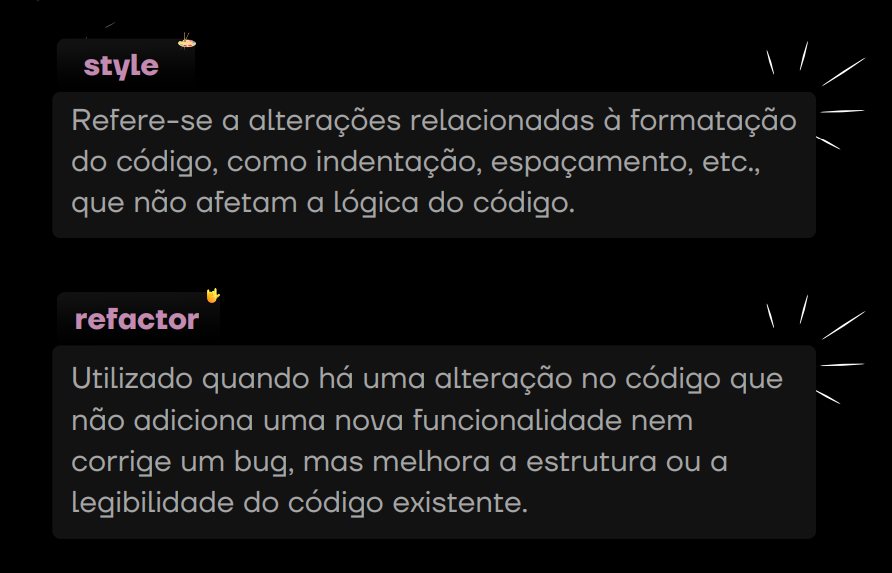 style
Refere-se a alterações relacionadas à formatação
do código, como indentação, espaçamento, etc.,
que não afetam a lógica do código.
refactor
Utilizado quando há uma alteração no código que
não adiciona uma nova funcionalidade nem
corrige um bug, mas melhora a estrutura ou a
legibilidade do código existente.